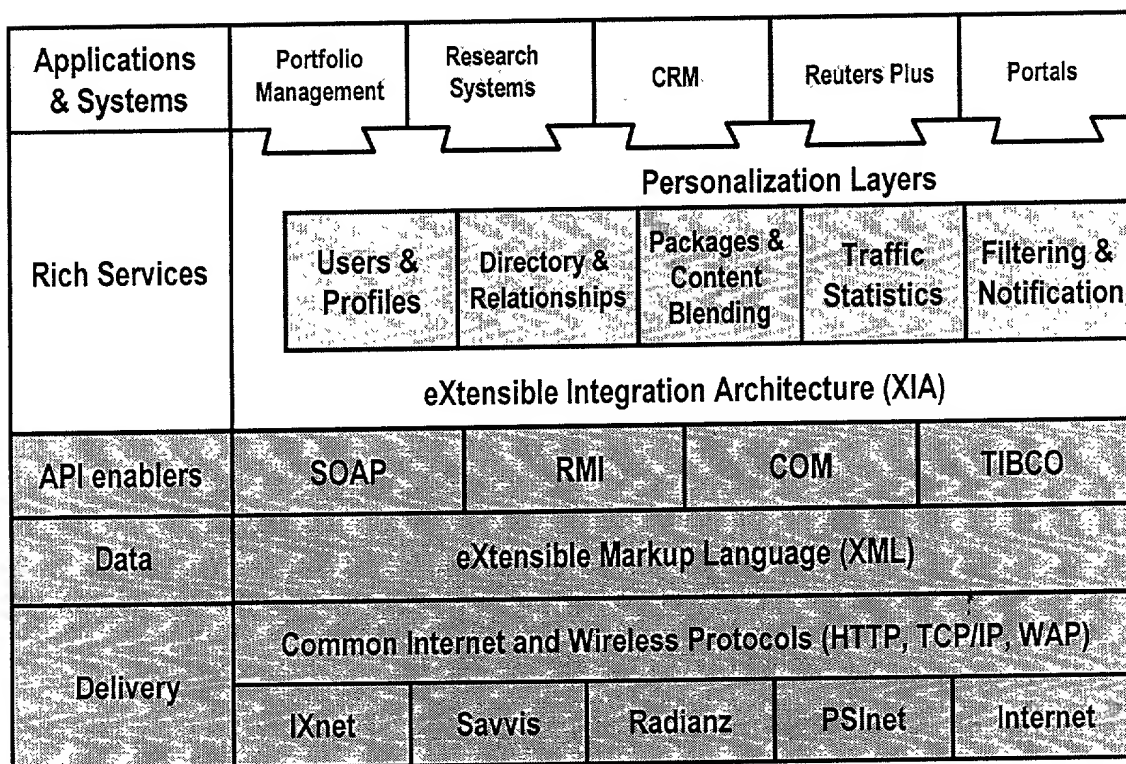 Applications
& Systems
Portfolio
Management
Research
Systems
CRM
Reuters Plus
Portals
Rich Services
Personalization Layers
Users &
Profiles
Directory &
Relationships
Packages &
Content
Blending
Traffic
Statistics
Filtering &
Notification
eXtensible Integration Architecture (XIA)
API enablers
SOAP
RMI
COM
TIBCO
Data
eXtensible Markup Language (XML)
Delivery
Common Internet and Wireless Protocols (HTTP, TCP/IP, WAP)
IXnet
Savvis
Radianz
PSInet
Internet